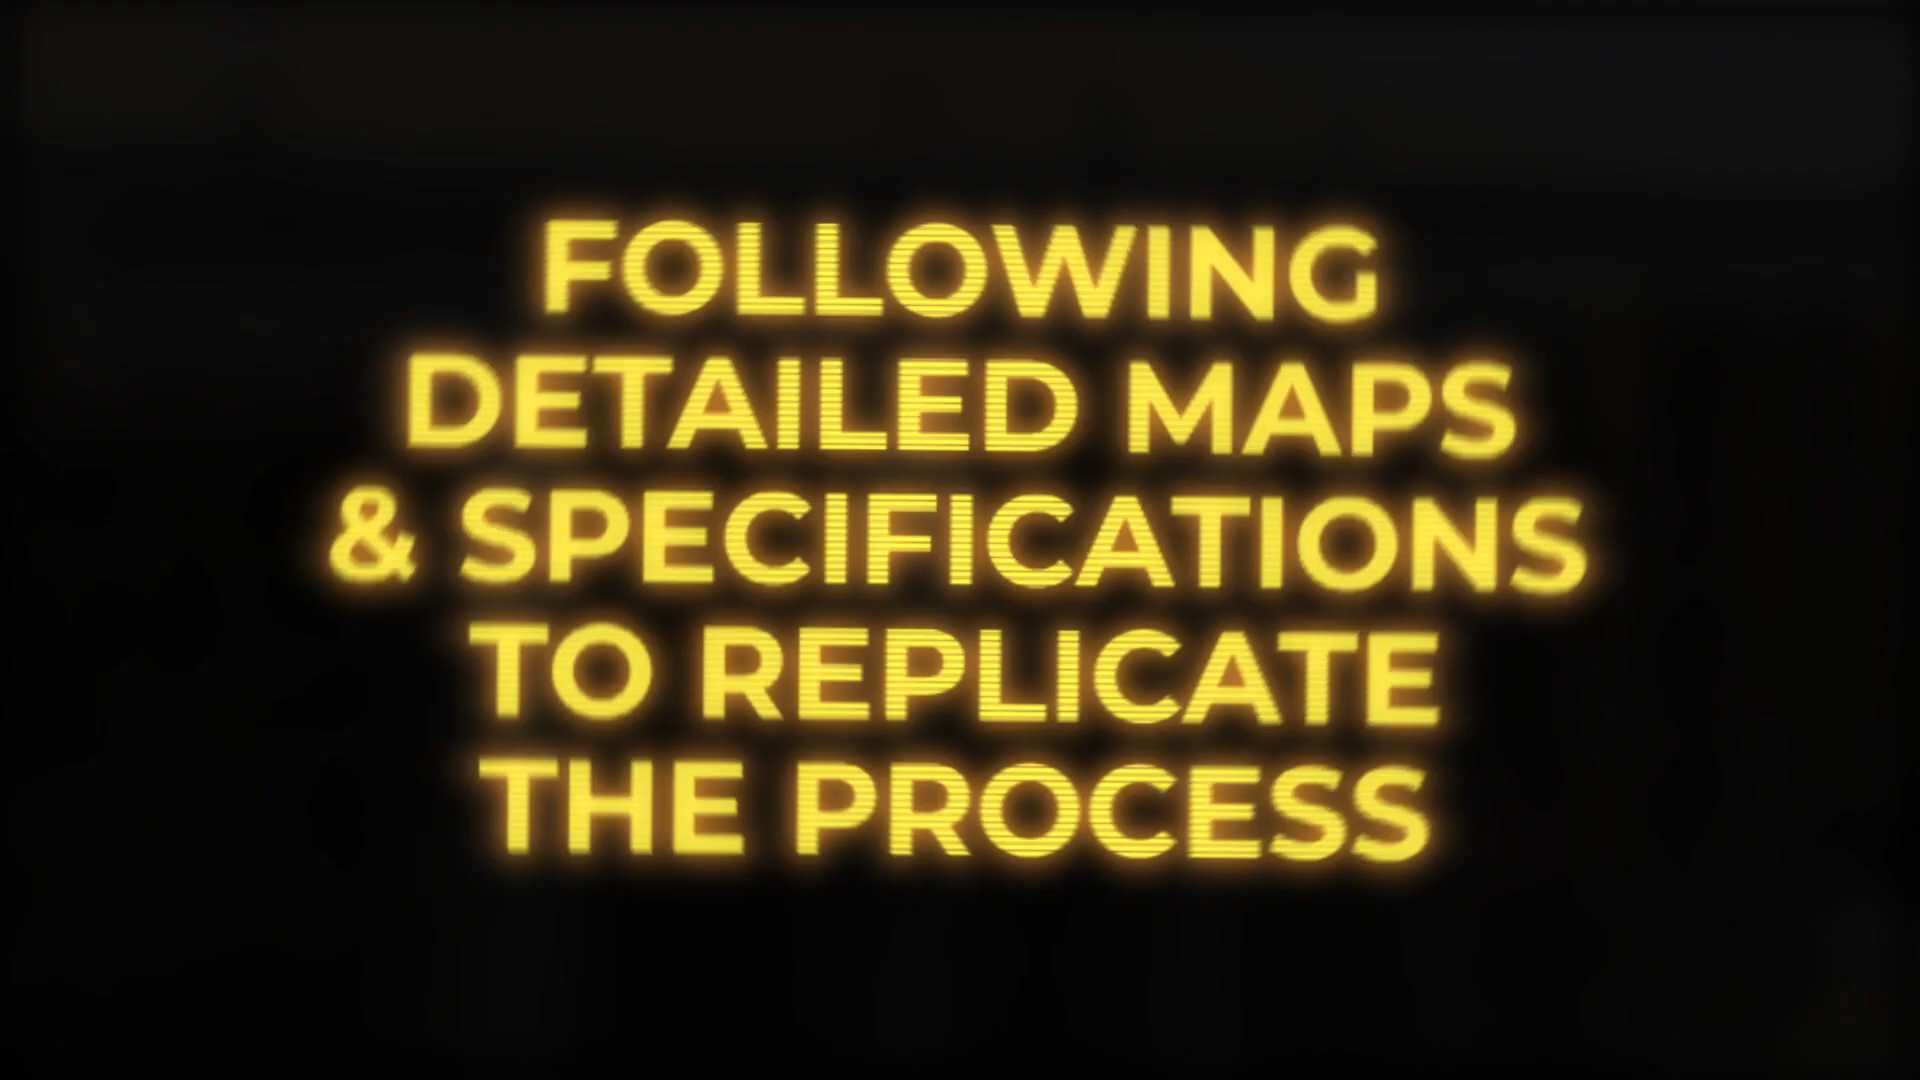 FOLLOWING
DETAILED MAPS
& SPECIFICATIONS
TO REPLICATE
THE PROCESS